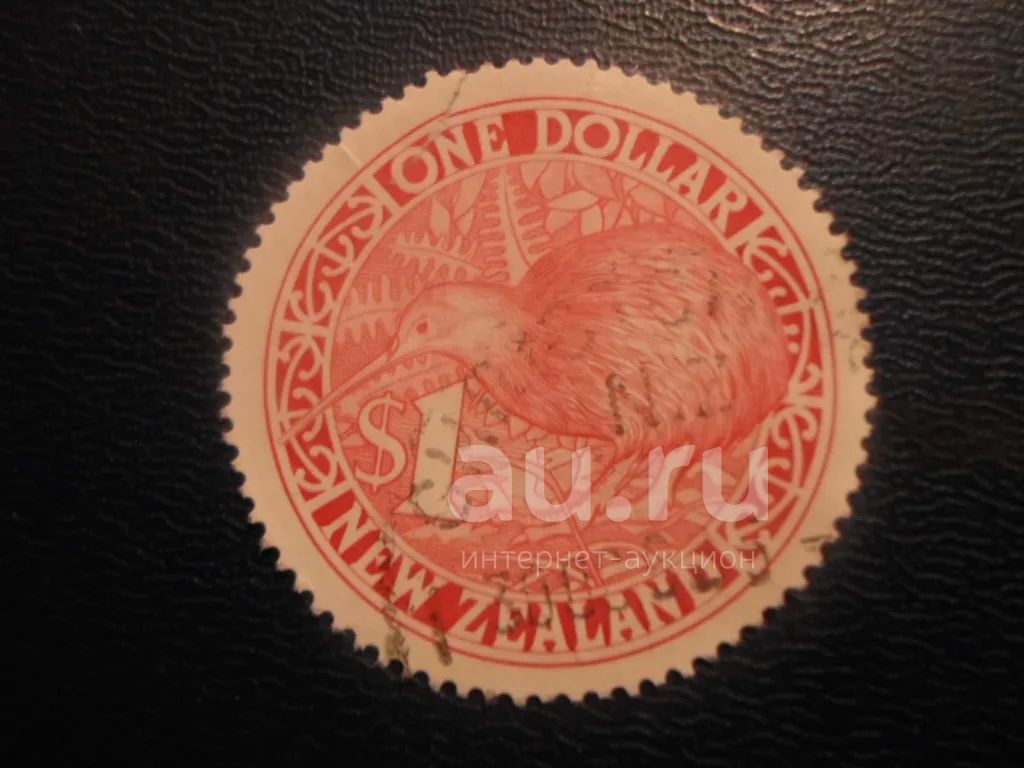 ONE DOLLAR
$1
NEW ZEALAND
au.ru
интернет-аукцион